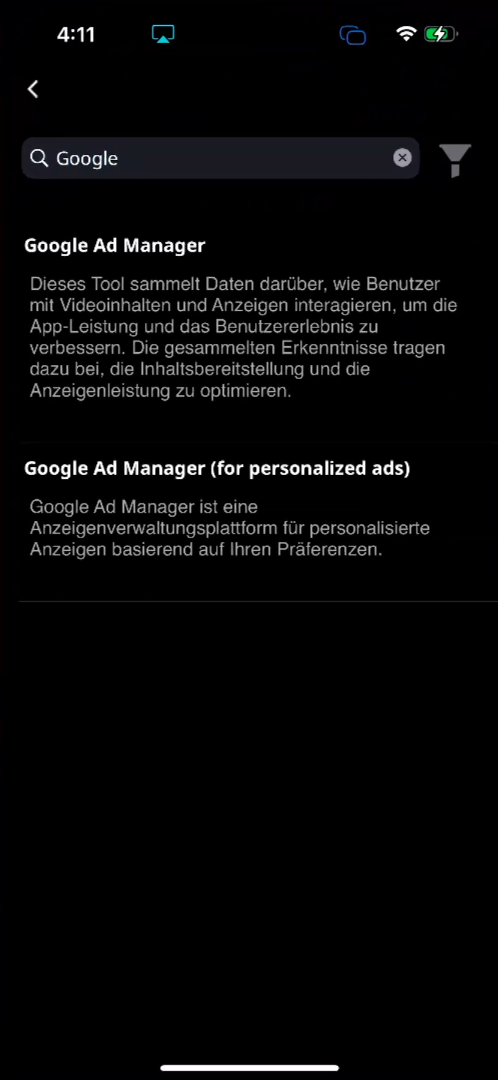 4:11
Google
Google Ad Manager
Dieses Tool sammelt Daten darüber, wie Benutzer
mit Videoinhalten und Anzeigen interagieren, um die
App-Leistung und das Benutzererlebnis zu
verbessern. Die gesammelten Erkenntnisse tragen
dazu bei, die Inhaltsbereitstellung und die
Anzeigenleistung zu optimieren.
Google Ad Manager (for personalized ads)
Google Ad Manager ist eine
Anzeigenverwaltungsplattform für personalisierte
Anzeigen basierend auf Ihren Präferenzen.